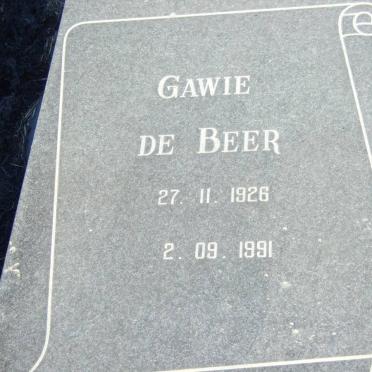 GAWIE
DE BEER
27. 11. 1926
2. 09. 1991